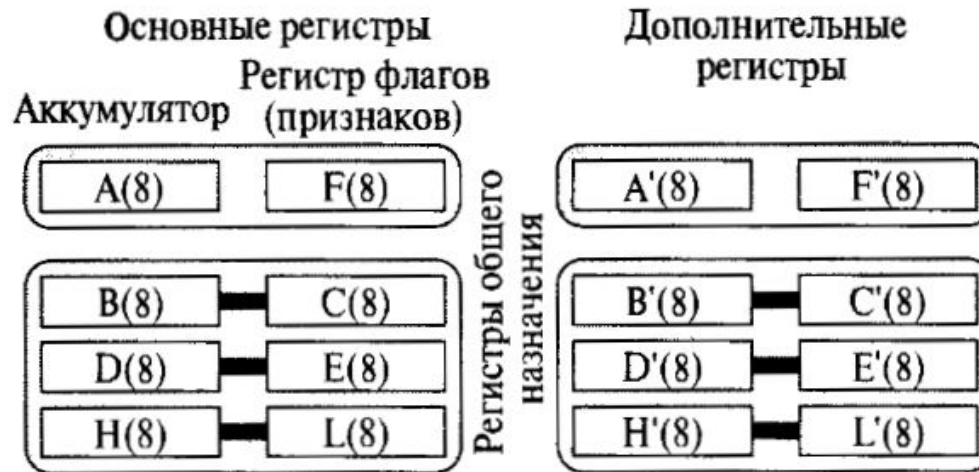 Основные регистры
Дополнительные
регистры
Аккумулятор
Регистр флагов
(признаков)
A(8) F(8)
A'(8) F'(8)
Регистры общего
назначения
B(8) C(8)
B'(8) C'(8)
D(8) E(8)
D'(8) E'(8)
H(8) L(8)
H'(8) L'(8)